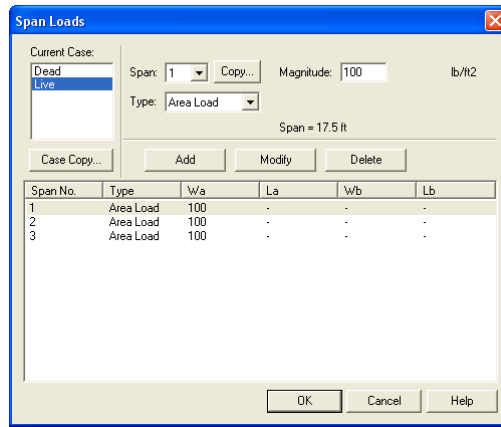 Span Loads
Current Case:
Dead
Live
Span: 1 Copy... Magnitude: 100 lb/ft2
Type: Area Load
Span = 17.5 ft
Case Copy... Add Modify Delete
Span No. Type Wa La Wb Lb
1 Area Load 100 - - -
2 Area Load 100 - - -
3 Area Load 100 - - -
OK Cancel Help